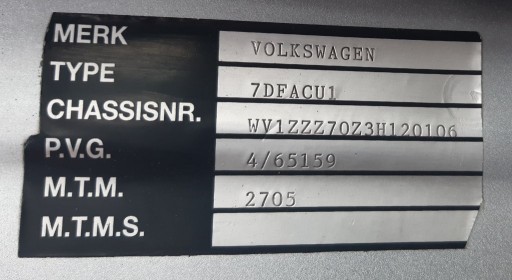 MERK VOLKSWAGEN
TYPE 7DFACU1
CHASSISNR. WV1ZZZ70Z3H120106
P.V.G. 4/65159
M.T.M. 2705
M.T.M.S.